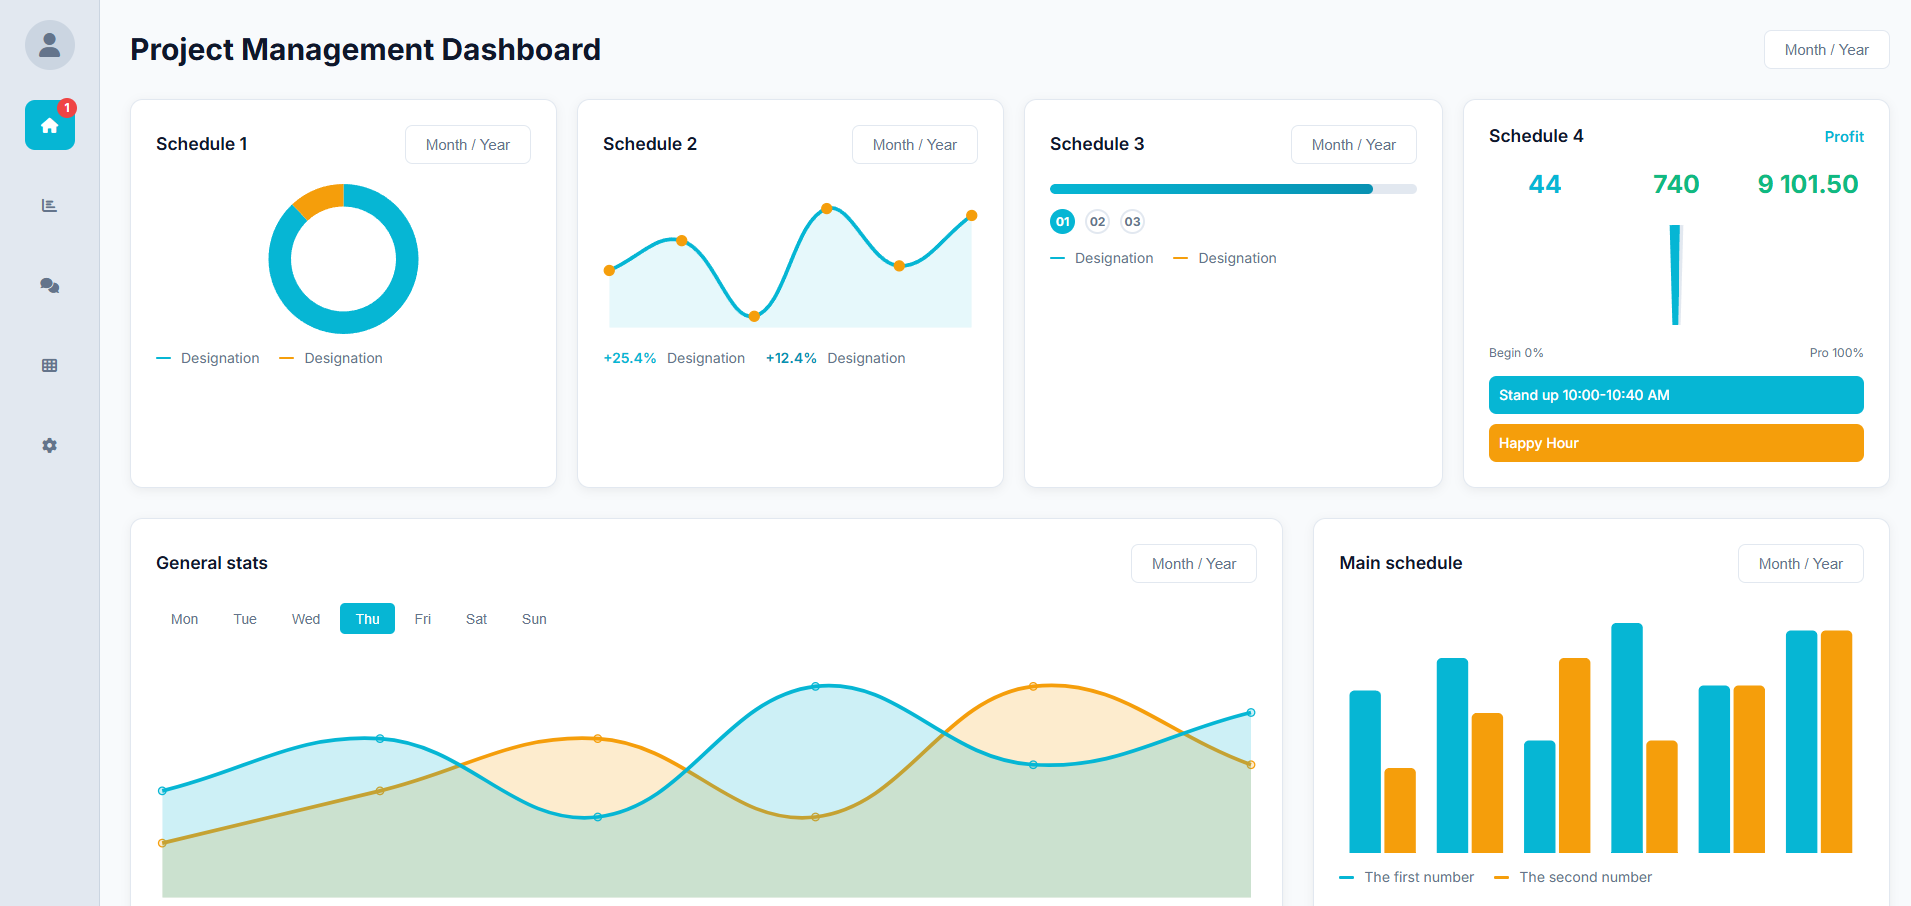 1
Project Management Dashboard
Month / Year
Schedule 1
Month / Year
Designation
Designation
Schedule 2
Month / Year
+25.4% Designation
+12.4% Designation
Schedule 3
Month / Year
01 02 03
Designation
Designation
Schedule 4
Profit
44
740
9 101.50
Begin 0%
Pro 100%
Stand up 10:00-10:40 AM
Happy Hour
General stats
Month / Year
Mon Tue Wed Thu Fri Sat Sun
Main schedule
Month / Year
The first number
The second number